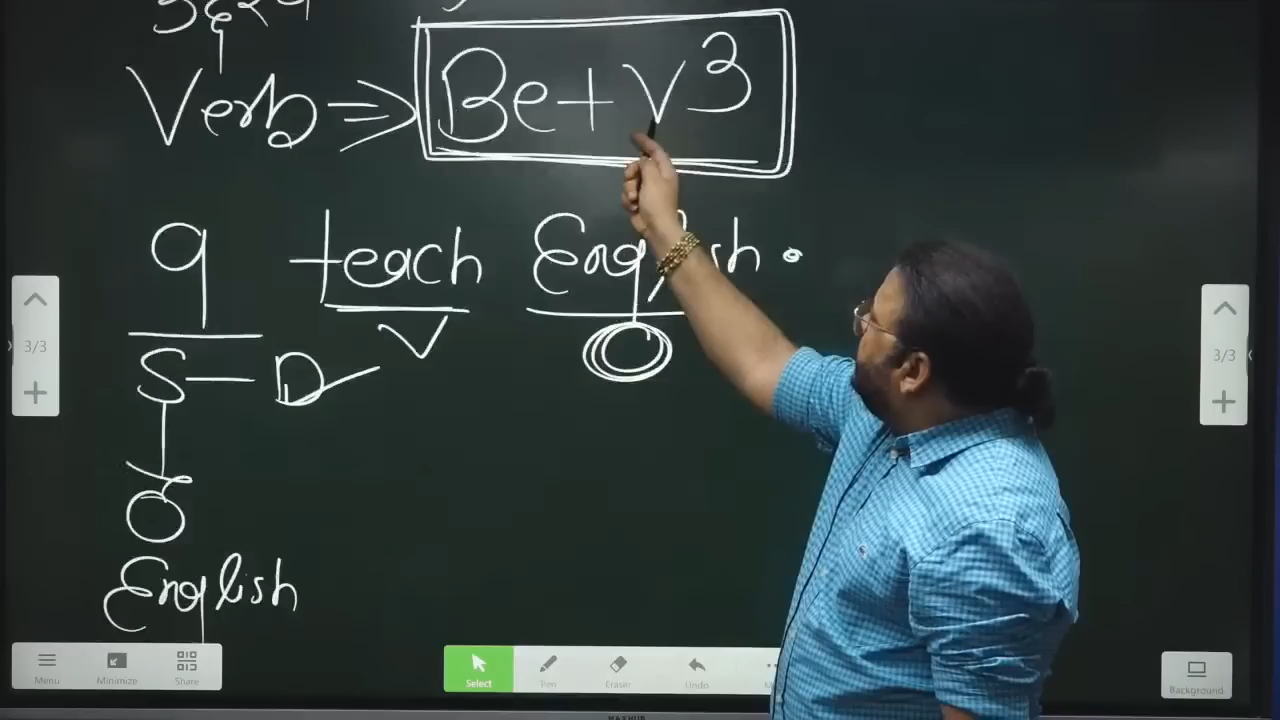 Verb ⇒ Be + V3
I teach English.
S — D V O
O
English
3/3
3/3
Menu Minimize Share
Select Pen Eraser Undo
Background